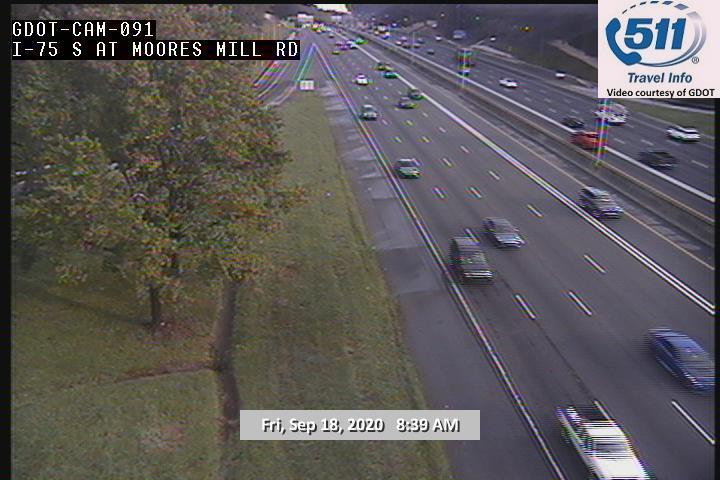 GDOT-CAM-091
I-75 S AT MOORES MILL RD
511
®
Travel Info
Video courtesy of GDOT
Fri, Sep 18, 2020 8:39 AM